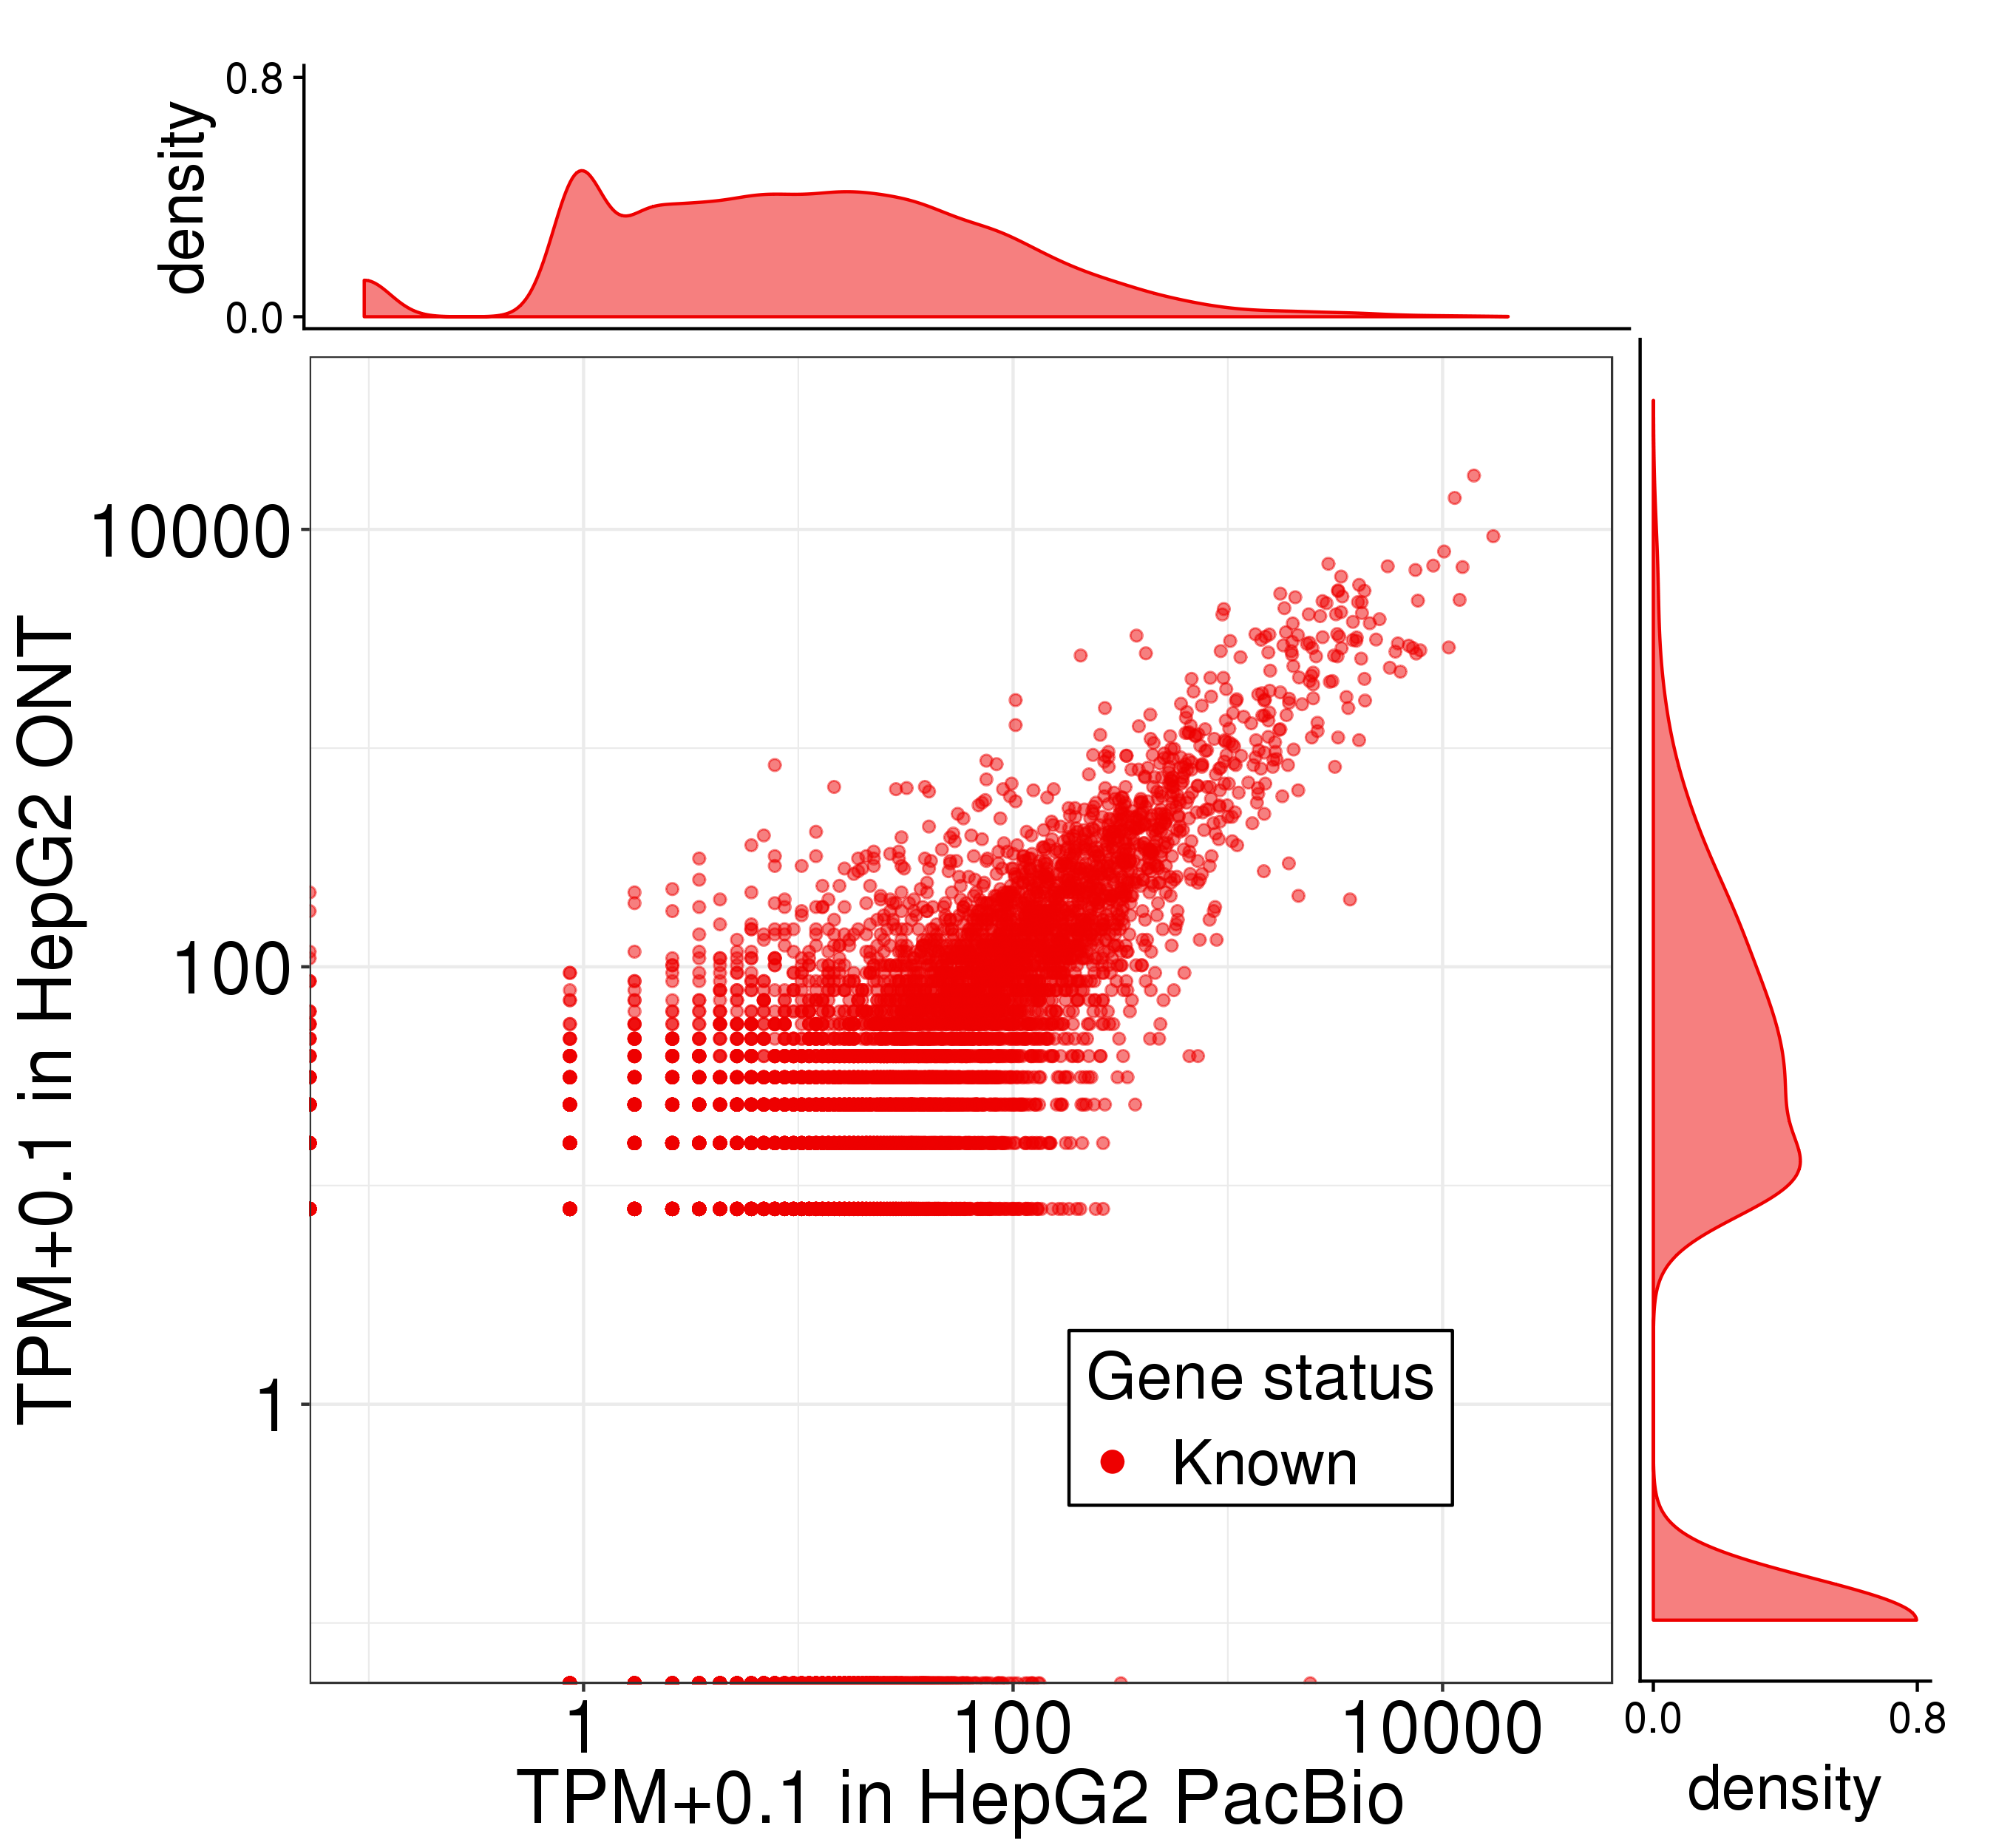 0.8
density
0.0
10000
100
1
TPM+0.1 in HepG2 ONT
Gene status
Known
1
100
10000
TPM+0.1 in HepG2 PacBio
0.0
0.8
density